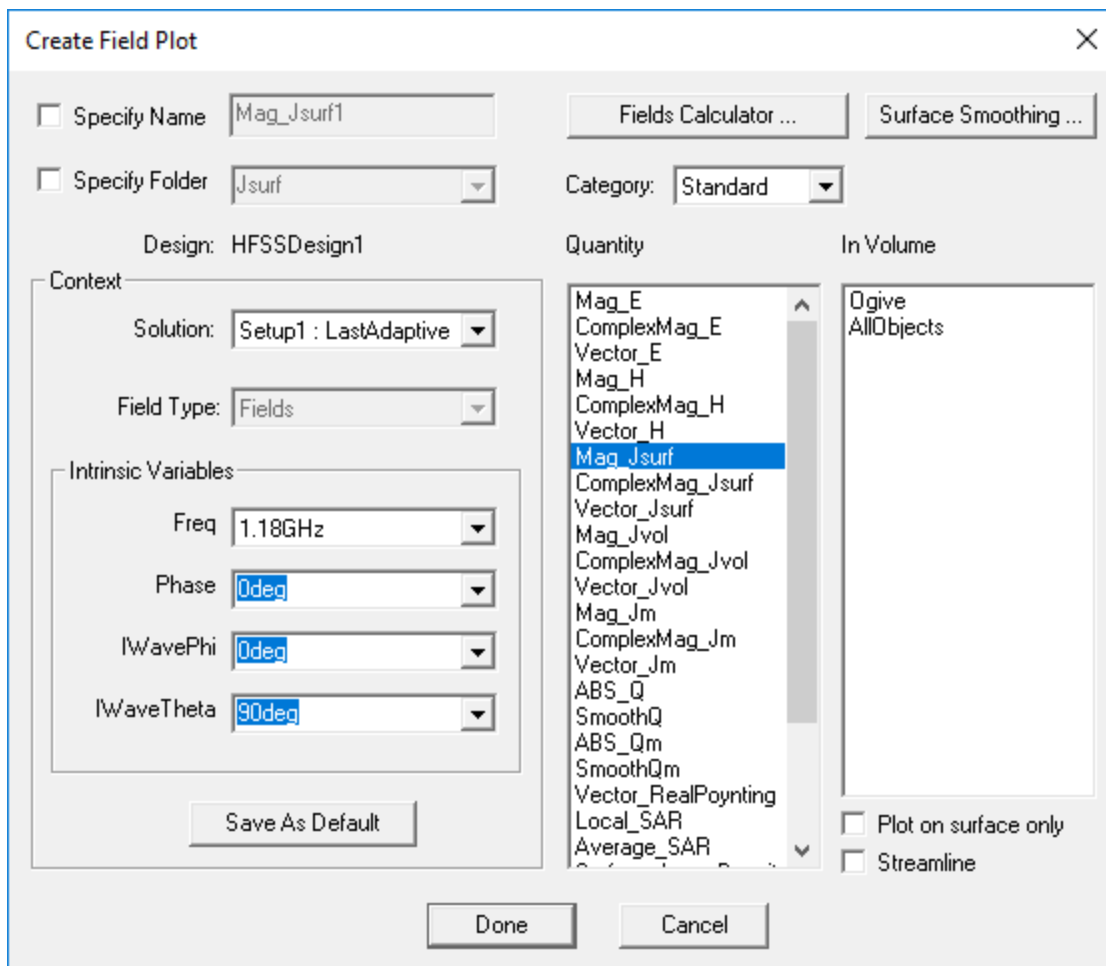 Create Field Plot
Specify Name
Mag_Jsurf1
Fields Calculator ...
Surface Smoothing ...
Specify Folder
Jsurf
Category:
Standard
Design:
HFSSDesign1
Context
Solution:
Setup1 : LastAdaptive
Field Type:
Fields
Intrinsic Variables
Freq
1.18GHz
Phase
0deg
IWavePhi
0deg
IWaveTheta
90deg
Save As Default
Quantity
Mag_E
ComplexMag_E
Vector_E
Mag_H
ComplexMag_H
Vector_H
Mag_Jsurf
ComplexMag_Jsurf
Vector_Jsurf
Mag_Jvol
ComplexMag_Jvol
Vector_Jvol
Mag_Jm
ComplexMag_Jm
Vector_Jm
ABS_Q
SmoothQ
ABS_Qm
SmoothQm
Vector_RealPoynting
Local_SAR
Average_SAR
In Volume
Ogive
AllObjects
Plot on surface only
Streamline
Done
Cancel